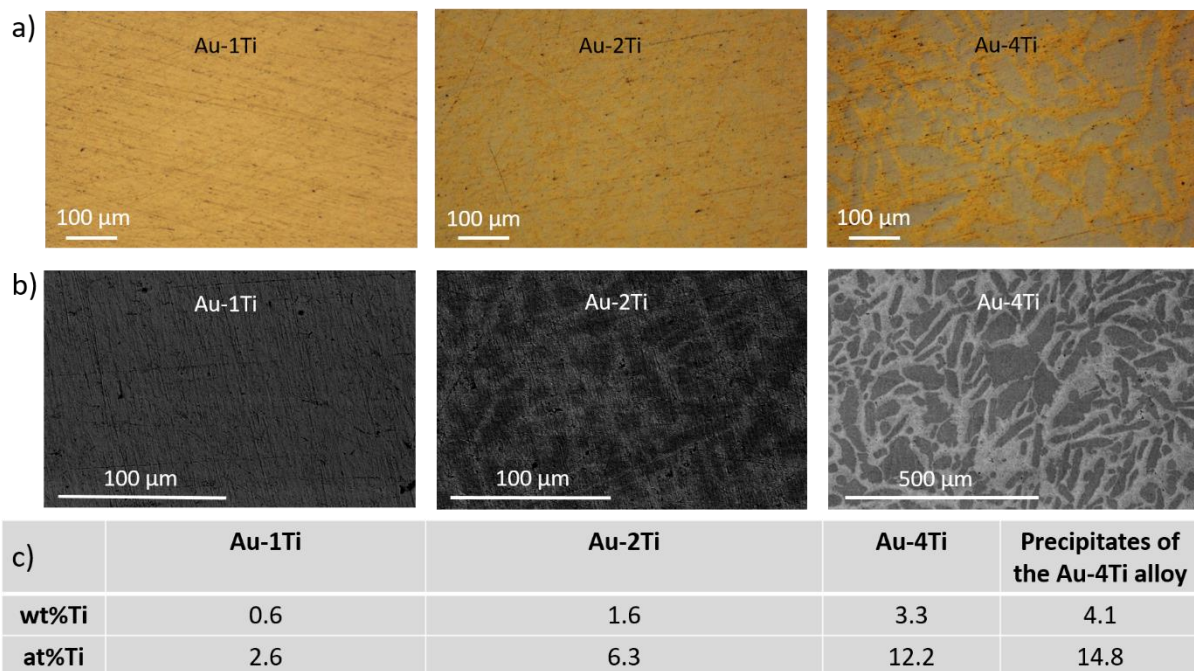 a)
Au-1Ti
Au-2Ti
Au-4Ti
100 µm
100 µm
100 µm
b)
Au-1Ti
Au-2Ti
Au-4Ti
100 µm
100 µm
500 µm
c)
Au-1Ti Au-2Ti Au-4Ti Precipitates of
the Au-4Ti alloy
wt%Ti 0.6 1.6 3.3 4.1
at%Ti 2.6 6.3 12.2 14.8